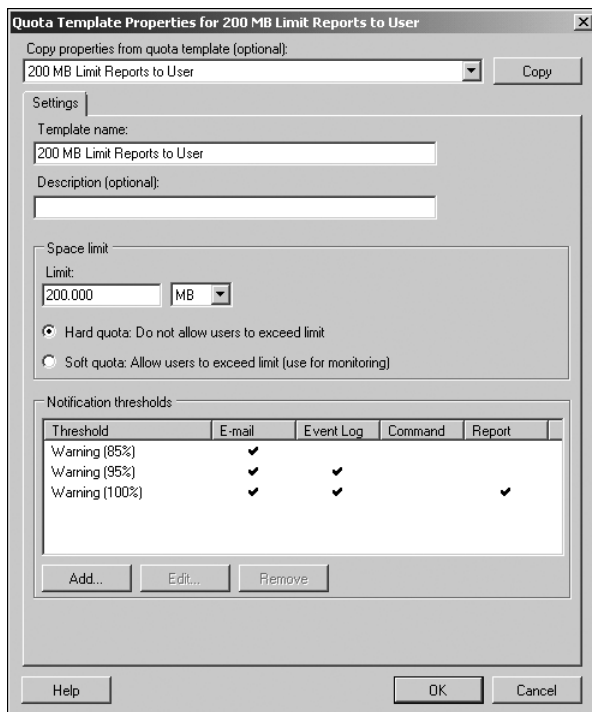 Quota Template Properties for 200 MB Limit Reports to User
Copy properties from quota template (optional):
200 MB Limit Reports to User
Copy
Settings
Template name:
200 MB Limit Reports to User
Description (optional):
Space limit
Limit:
200.000 MB
Hard quota: Do not allow users to exceed limit
Soft quota: Allow users to exceed limit (use for monitoring)
Notification thresholds
Threshold E-mail Event Log Command Report
Warning (85%)
Warning (95%)
Warning (100%)
Add... Edit... Remove
Help OK Cancel